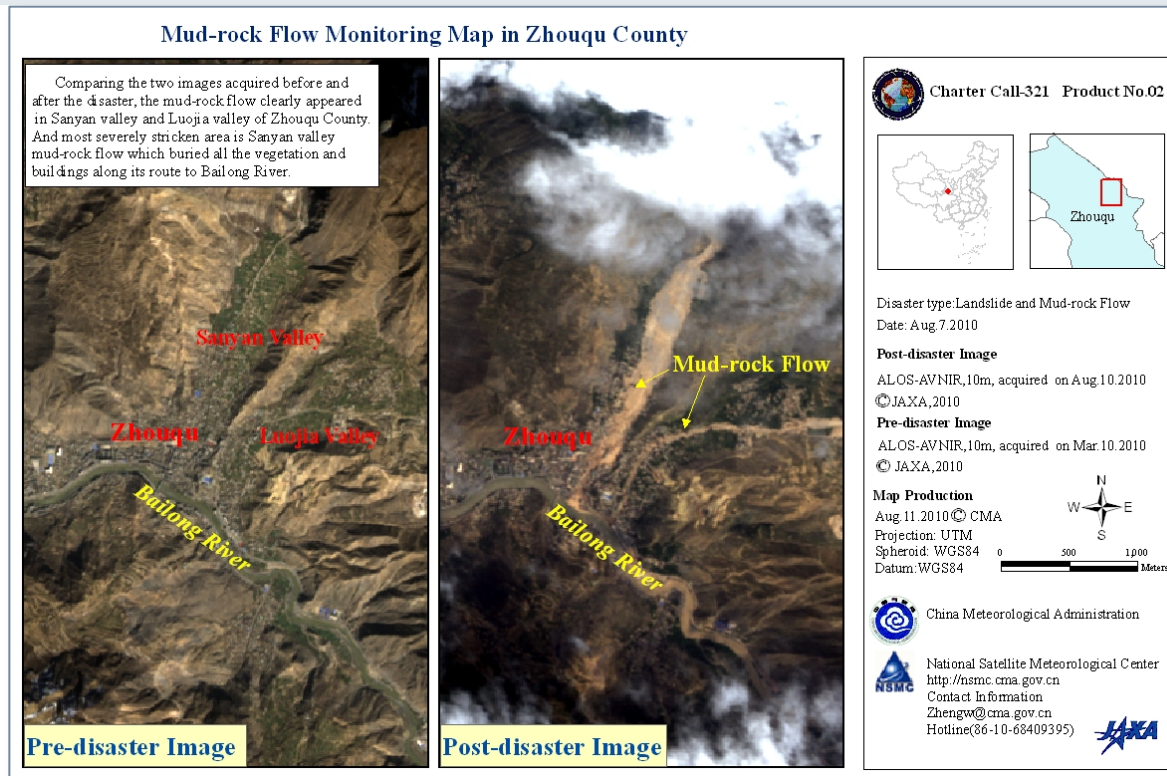 Mud-rock Flow Monitoring Map in Zhouqu County
Comparing the two images acquired before and
after the disaster, the mud-rock flow clearly appeared
in Sanyan valley and Luojia valley of Zhouqu County.
And most severely stricken area is Sanyan valley
mud-rock flow which buried all the vegetation and
buildings along its route to Bailong River.
Sanyan Valley
Zhouqu
Luojia Valley
Bailong River
Pre-disaster Image
Mud-rock Flow
Zhouqu
Bailong River
Post-disaster Image
Charter Call-321 Product No.02
Zhouqu
Disaster type:Landslide and Mud-rock Flow
Date: Aug.7.2010
Post-disaster Image
ALOS-AVNIR,10m, acquired on Aug.10.2010
©JAXA,2010
Pre-disaster Image
ALOS-AVNIR,10m, acquired on Mar.10.2010
© JAXA,2010
Map Production
Aug.11.2010© CMA
Projection: UTM
Spheroid: WGS84
Datum:WGS84
N
W E
S
0 500 1,000
Meters
China Meteorological Administration
NSMC
National Satellite Meteorological Center
http://nsmc.cma.gov.cn
Contact Information
Zhengw@cma.gov.cn
Hotline(86-10-68409395)
JAXA